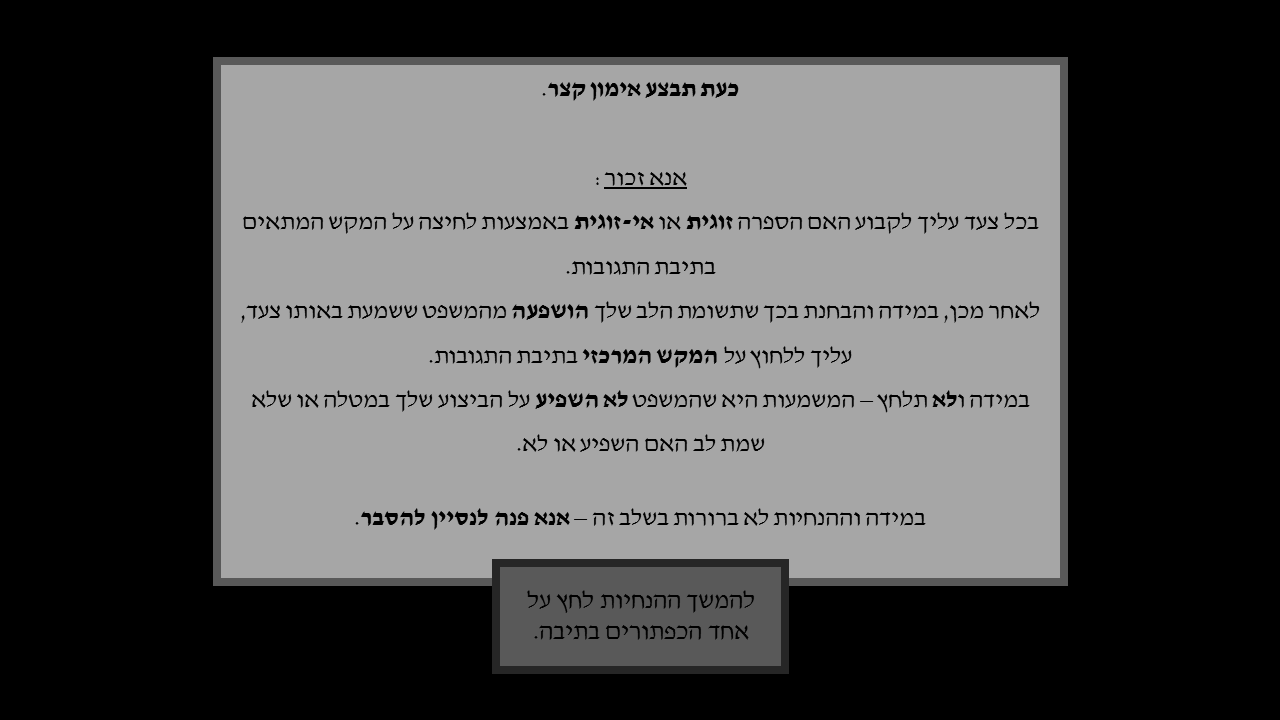 כעת תבצע אימון קצר.
אנא זכור :
בכל צעד עליך לקבוע האם הספרה זוגית או אי-זוגית באמצעות לחיצה על המקש המתאים
בתיבת התגובות.
לאחר מכן, במידה והבחנת בכך שתשומת הלב שלך הושפעה מהמשפט ששמעת באותו צעד,
עליך ללחוץ על המקש המרכזי בתיבת התגובות.
במידה ולא תלחץ – המשמעות היא שהמשפט לא השפיע על הביצוע שלך במטלה או שלא
שמת לב האם השפיע או לא.
במידה וההנחיות לא ברורות בשלב זה – אנא פנה לנסיין להסבר.
להמשך ההנחיות לחץ על
אחד הכפתורים בתיבה.